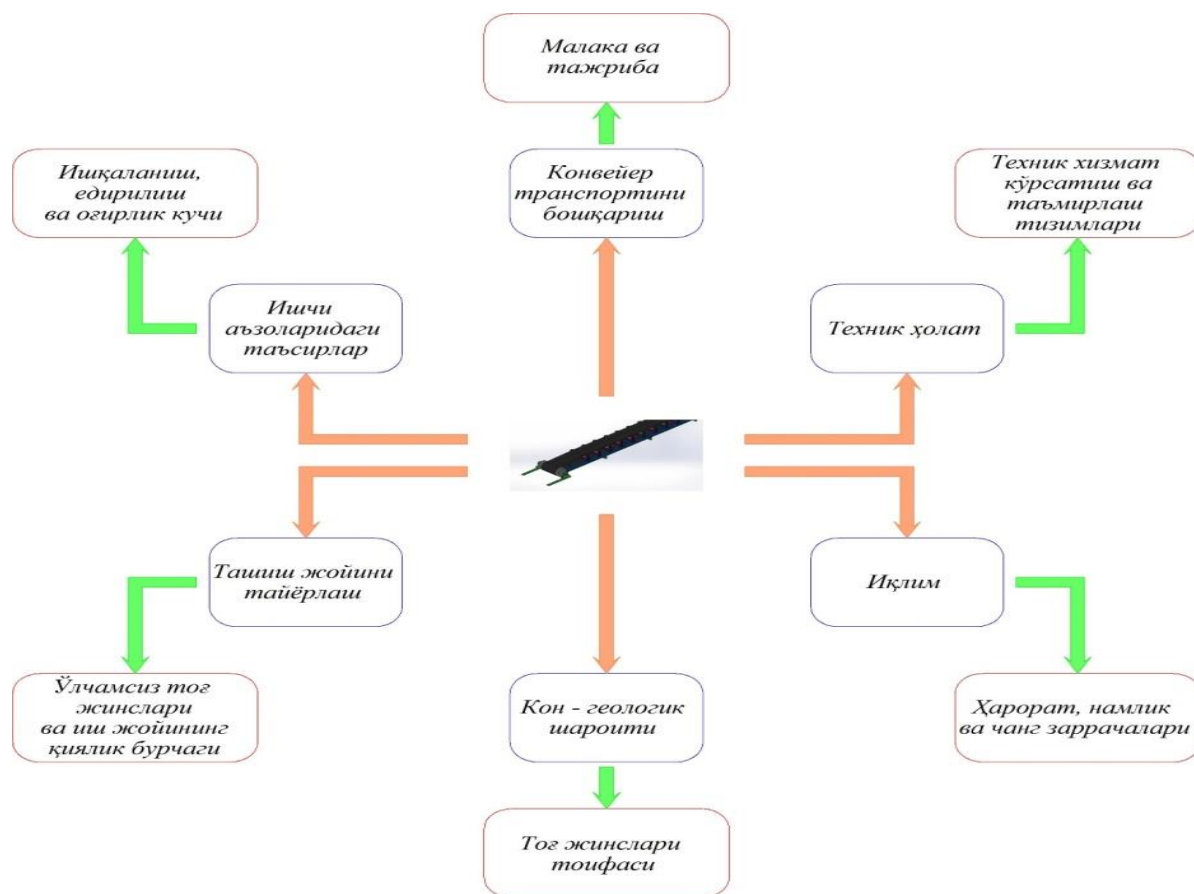 Малака ва
тажриба
Ишқаланиш,
едирилиш
ва оғирлик кучи
Конвейер
транспортини
бошқариш
Техник хизмат
кўрсатиш ва
таъмирлаш
тизимлари
Ишчи
аъзоларидаги
таъсирлар
Техник ҳолат
Ташиш жойини
тайёрлаш
Иқлим
Ўлчамсиз тоғ
жинслари
ва иш жойининг
қиялик бурчаги
Кон - геологик
шароити
Ҳарорат, намлик
ва чанг заррачалари
Тоғ жинслари
тоифаси